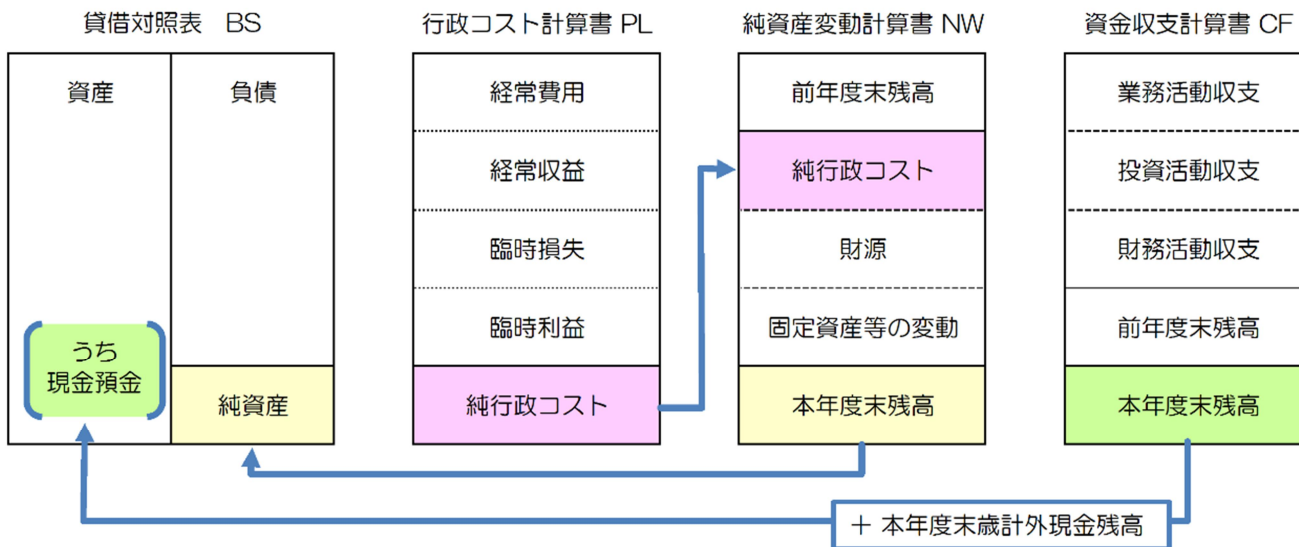 貸借対照表 BS
資産
負債
うち
現金預金
純資産
行政コスト計算書 PL
経常費用
経常収益
臨時損失
臨時利益
純行政コスト
純資産変動計算書 NW
前年度末残高
純行政コスト
財源
固定資産等の変動
本年度末残高
資金収支計算書 CF
業務活動収支
投資活動収支
財務活動収支
前年度末残高
本年度末残高
＋ 本年度末歳計外現金残高